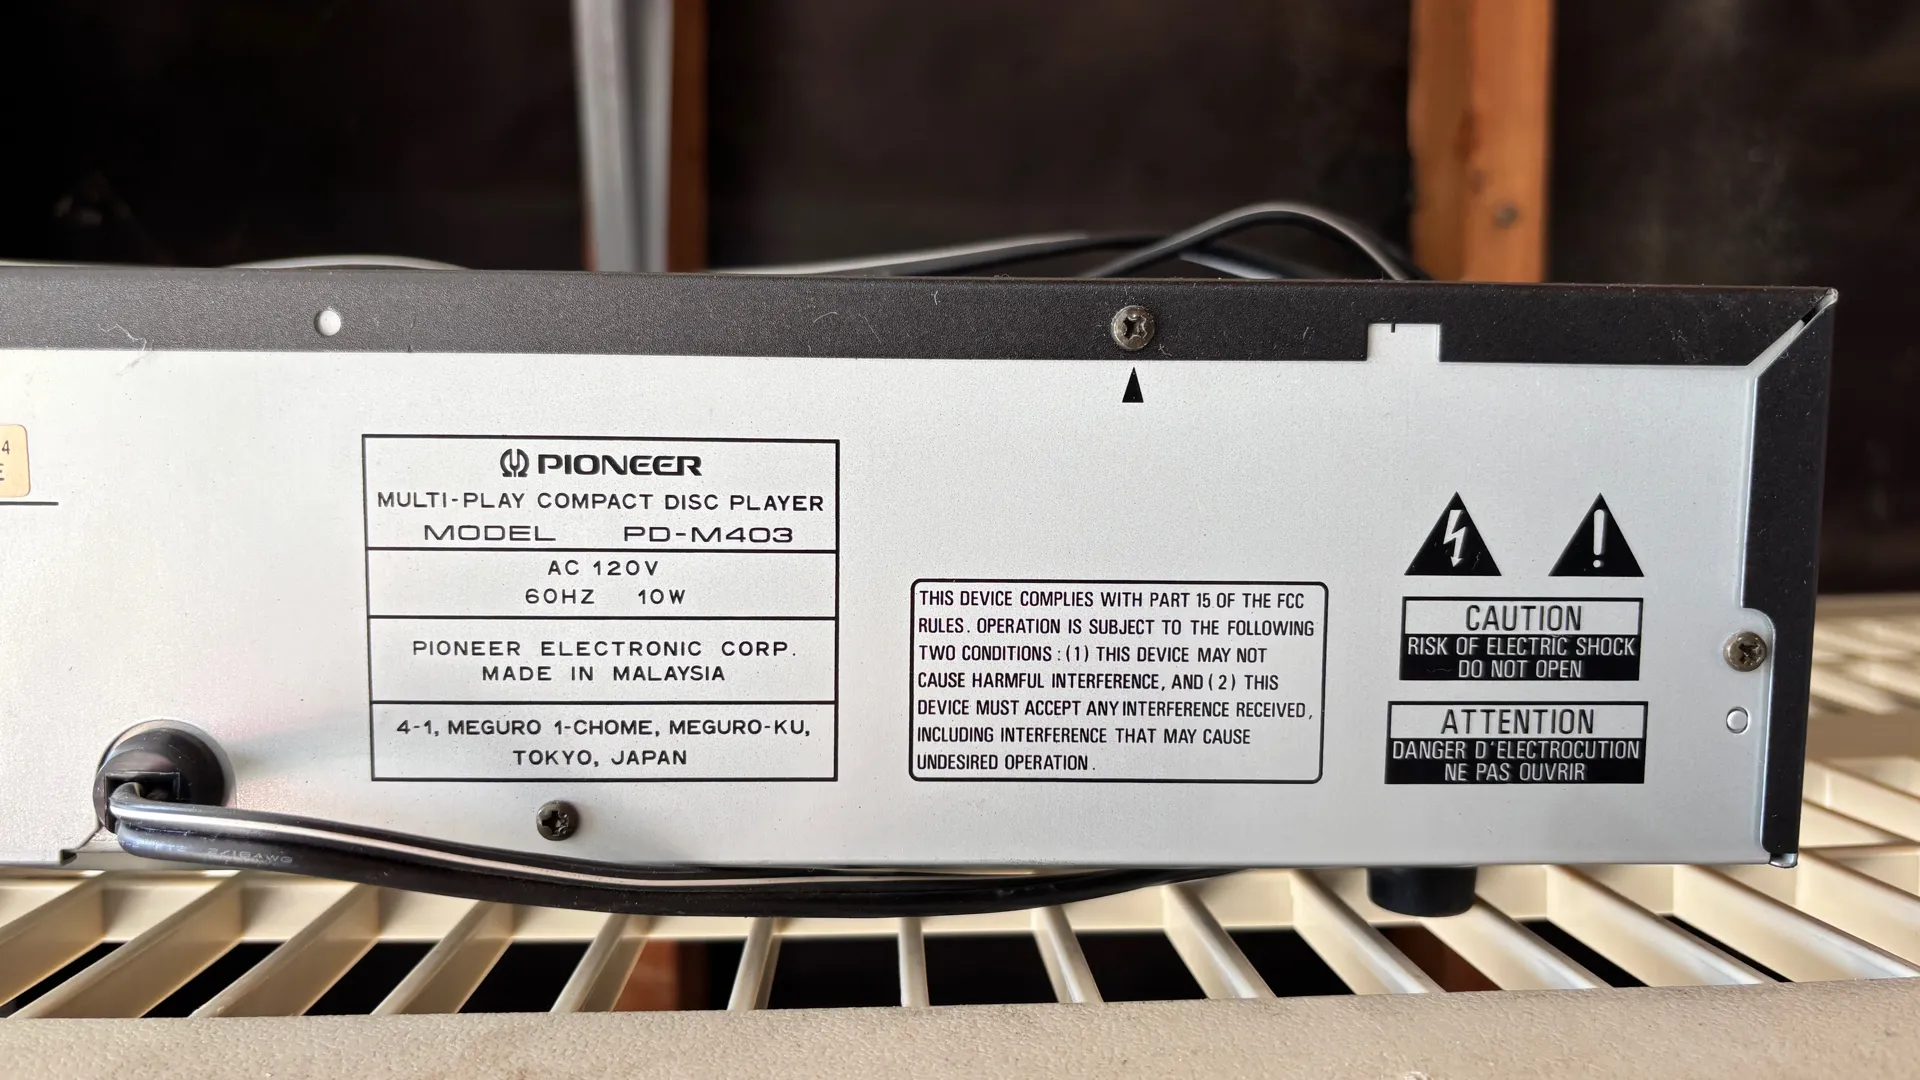 4
E
PIONEER
MULTI-PLAY COMPACT DISC PLAYER
MODEL PD-M403
AC 120V
60HZ 10W
PIONEER ELECTRONIC CORP.
MADE IN MALAYSIA
4-1, MEGURO 1-CHOME, MEGURO-KU,
TOKYO, JAPAN
THIS DEVICE COMPLIES WITH PART 15 OF THE FCC
RULES. OPERATION IS SUBJECT TO THE FOLLOWING
TWO CONDITIONS : (1) THIS DEVICE MAY NOT
CAUSE HARMFUL INTERFERENCE, AND (2) THIS
DEVICE MUST ACCEPT ANY INTERFERENCE RECEIVED,
INCLUDING INTERFERENCE THAT MAY CAUSE
UNDESIRED OPERATION.
CAUTION
RISK OF ELECTRIC SHOCK
DO NOT OPEN
ATTENTION
DANGER D'ELECTROCUTION
NE PAS OUVRIR